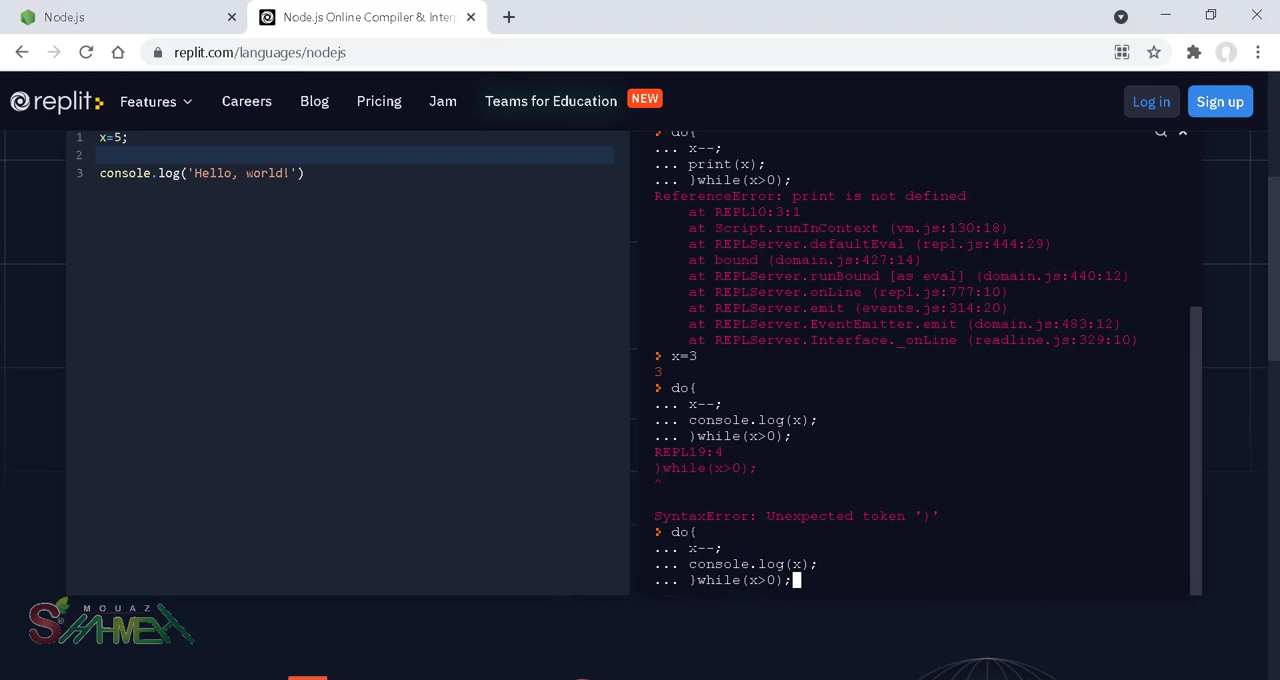 Node.js
Node.js Online Compiler & Interp
replit.com/languages/nodejs
replit Features Careers Blog Pricing Jam Teams for Education NEW Log in Sign up
1 x=5;
2
3 console.log('Hello, world!')
do{
... x--;
... print(x);
... }while(x>0);
ReferenceError: print is not defined
at REPL10:3:1
at Script.runInContext (vm.js:130:18)
at REPLServer.defaultEval (repl.js:444:29)
at bound (domain.js:427:14)
at REPLServer.runBound [as eval] (domain.js:440:12)
at REPLServer.onLine (repl.js:777:10)
at REPLServer.emit (events.js:314:20)
at REPLServer.EventEmitter.emit (domain.js:483:12)
at REPLServer.Interface._onLine (readline.js:329:10)
x=3
3
do{
... x--;
... console.log(x);
... )while(x>0);
REPL19:4
)while(x>0);
^
SyntaxError: Unexpected token ')'
do{
... x--;
... console.log(x);
... }while(x>0);
MOUAZ